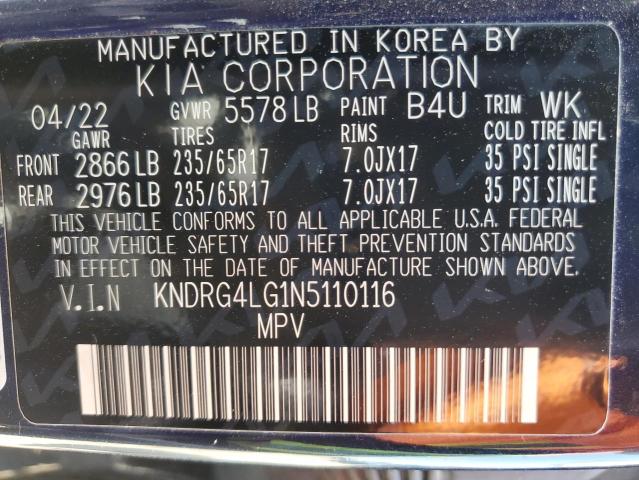 MANUFACTURED IN KOREA BY
KIA CORPORATION
04/22 GVWR 5578 LB PAINT B4U TRIM WK
GAWR TIRES RIMS COLD TIRE INFL
FRONT 2866 LB 235/65R17 7.0JX17 35 PSI SINGLE
REAR 2976 LB 235/65R17 7.0JX17 35 PSI SINGLE
THIS VEHICLE CONFORMS TO ALL APPLICABLE U.S.A. FEDERAL
MOTOR VEHICLE SAFETY AND THEFT PREVENTION STANDARDS
IN EFFECT ON THE DATE OF MANUFACTURE SHOWN ABOVE.
V.I.N KNDRG4LG1N5110116
MPV